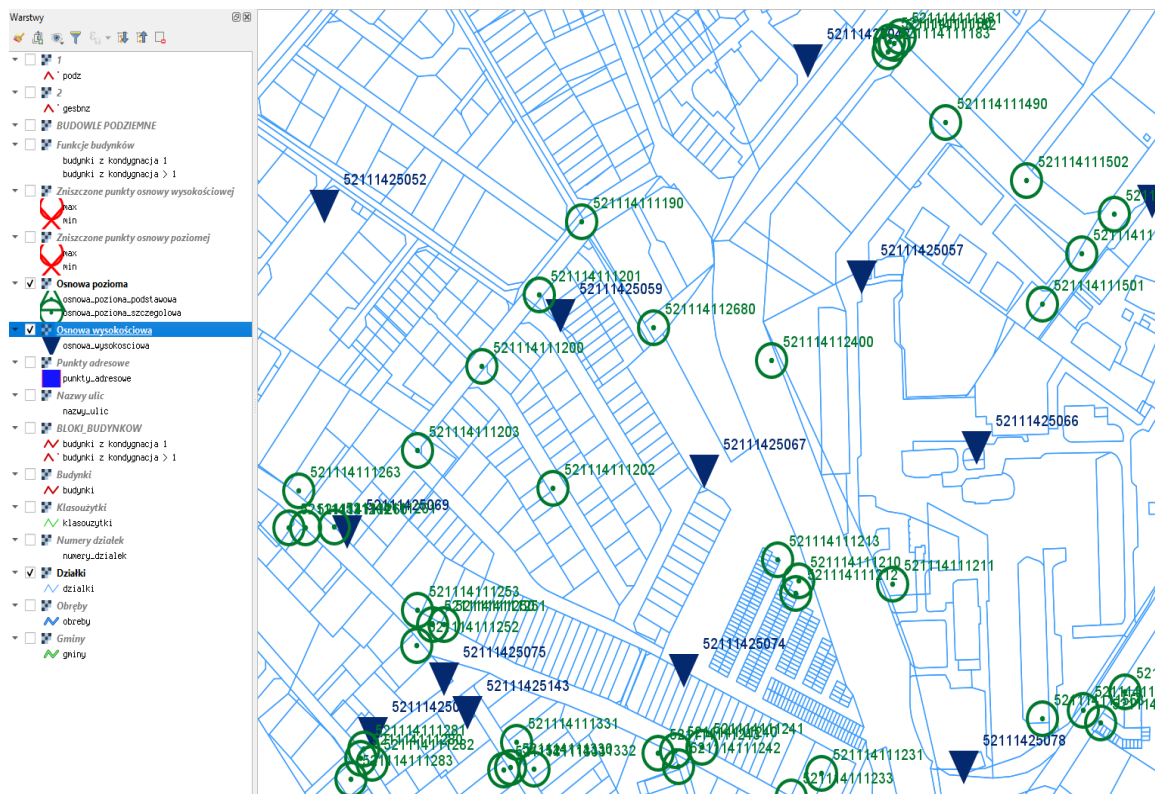 Warstwy
1
podz
2
gesbnz
BUDOWLE PODZIEMNE
Funkcje budynków
budynki z kondygnacja 1
budynki z kondygnacja > 1
Zniszczone punkty osnowy wysokościowej
max
min
Zniszczone punkty osnowy poziomej
max
min
Osnowa pozioma
osnowa_pozioma_podstawowa
osnowa_pozioma_szczegolowa
Osnowa wysokościowa
osnowa_wysokosciowa
Punkty adresowe
punkty_adresowe
Nazwy ulic
nazwy_ulic
BLOKI_BUDYNKOW
budynki z kondygnacja 1
budynki z kondygnacja > 1
Budynki
budynki
Klasoużytki
klasouzytki
Numery działek
numery_dzialek
Działki
dzialki
Obręby
obreby
Gminy
gminy
521114111181
521114111183
521114111490
521114111502
52111425052
521114111190
52111425057
521114111201
52111425059
521114112680
521114111501
521114112400
521114111200
521114111203
52111425066
52111425067
521114111263
521114111202
52111425069
521114111213
521114111210
521114111212
521114111211
521114111253
521114111252
52111425075
52111425074
52111425143
521114111331
521114111281
521114111282
521114111283
521114111241
521114111242
52111425078
521114111231
521114111233